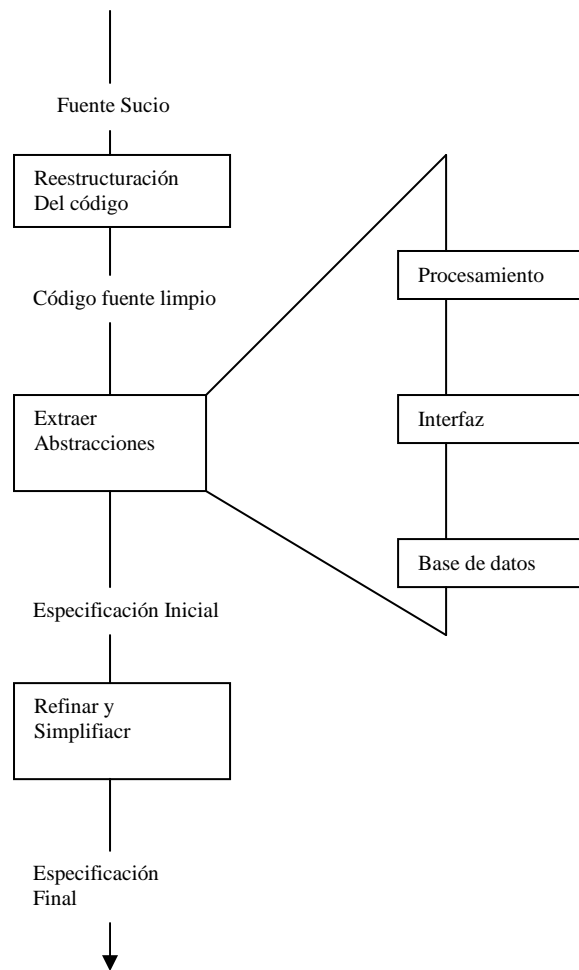 Fuente Sucio
Reestructuración
Del código
Código fuente limpio
Extraer
Abstracciones
Procesamiento
Interfaz
Base de datos
Especificación Inicial
Refinar y
Simplifiacr
Especificación
Final